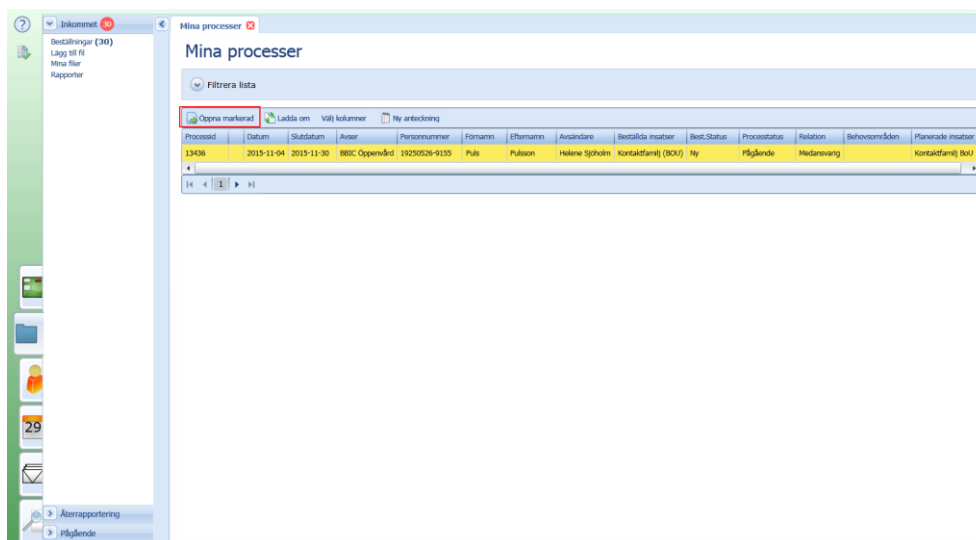 Inkommet 30
Beställningar (30)
Lägg till fil
Mina filer
Rapporter
Återrapportering
Pågående
29
Mina processer
Mina processer
Filtrera lista
Öppna markerad Ladda om Välj kolumner Ny anteckning
Processid Datum Slutdatum Avser Personnummer Förnamn Efternamn Avsändare Beställda insatser Best.Status Processtatus Relation Behovsområden Planerade insatser
13436 2015-11-04 2015-11-30 BBIC Öppenvård 19250526-9155 Puls Pulsson Helene Sjöholm Kontaktfamilj (BOU) Ny Pågående Medansvarig Kontaktfamilj BoU
1